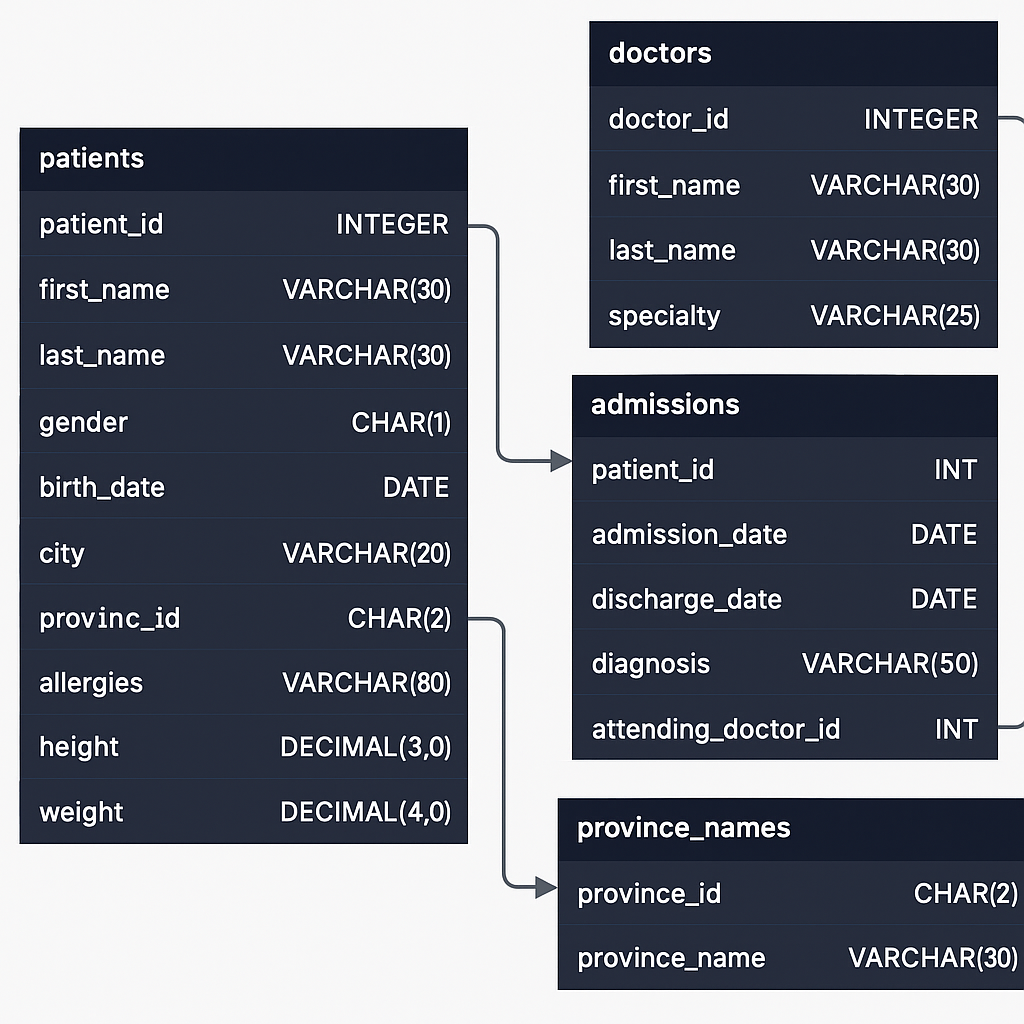 patients
patient_id INTEGER
first_name VARCHAR(30)
last_name VARCHAR(30)
gender CHAR(1)
birth_date DATE
city VARCHAR(20)
provinc_id CHAR(2)
allergies VARCHAR(80)
height DECIMAL(3,0)
weight DECIMAL(4,0)
doctors
doctor_id INTEGER
first_name VARCHAR(30)
last_name VARCHAR(30)
specialty VARCHAR(25)
admissions
patient_id INT
admission_date DATE
discharge_date DATE
diagnosis VARCHAR(50)
attending_doctor_id INT
province_names
province_id CHAR(2)
province_name VARCHAR(30)